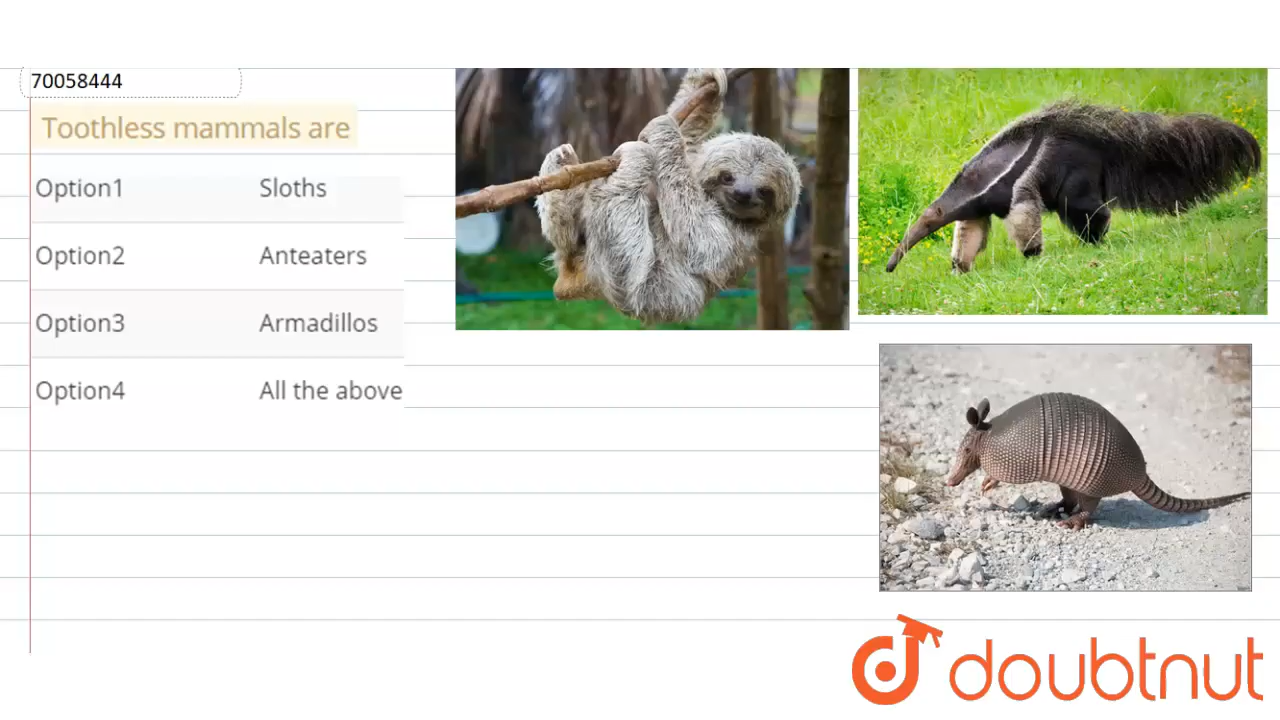 70058444
Toothless mammals are
Option1 Sloths
Option2 Anteaters
Option3 Armadillos
Option4 All the above
doubtnut